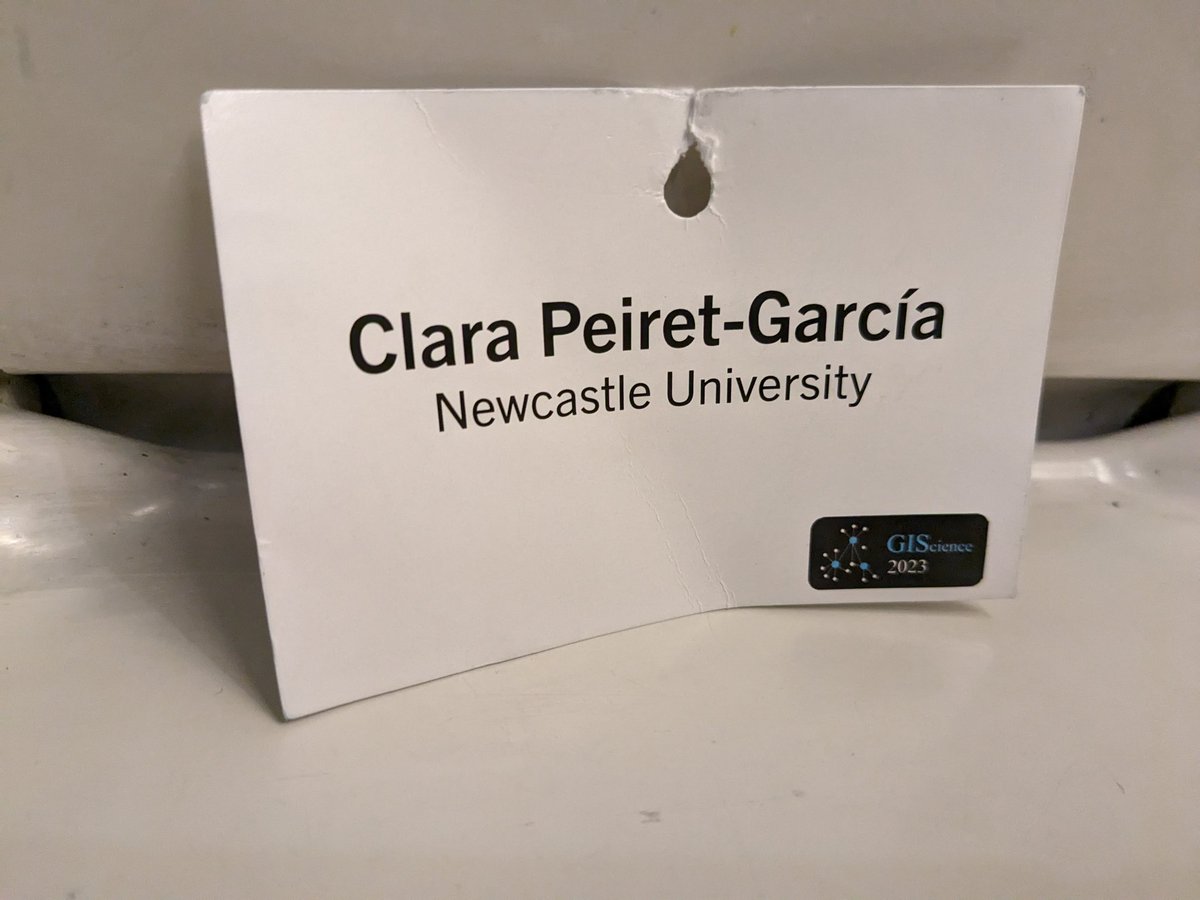 Clara Peiret-García
Newcastle University
GIScience
2023